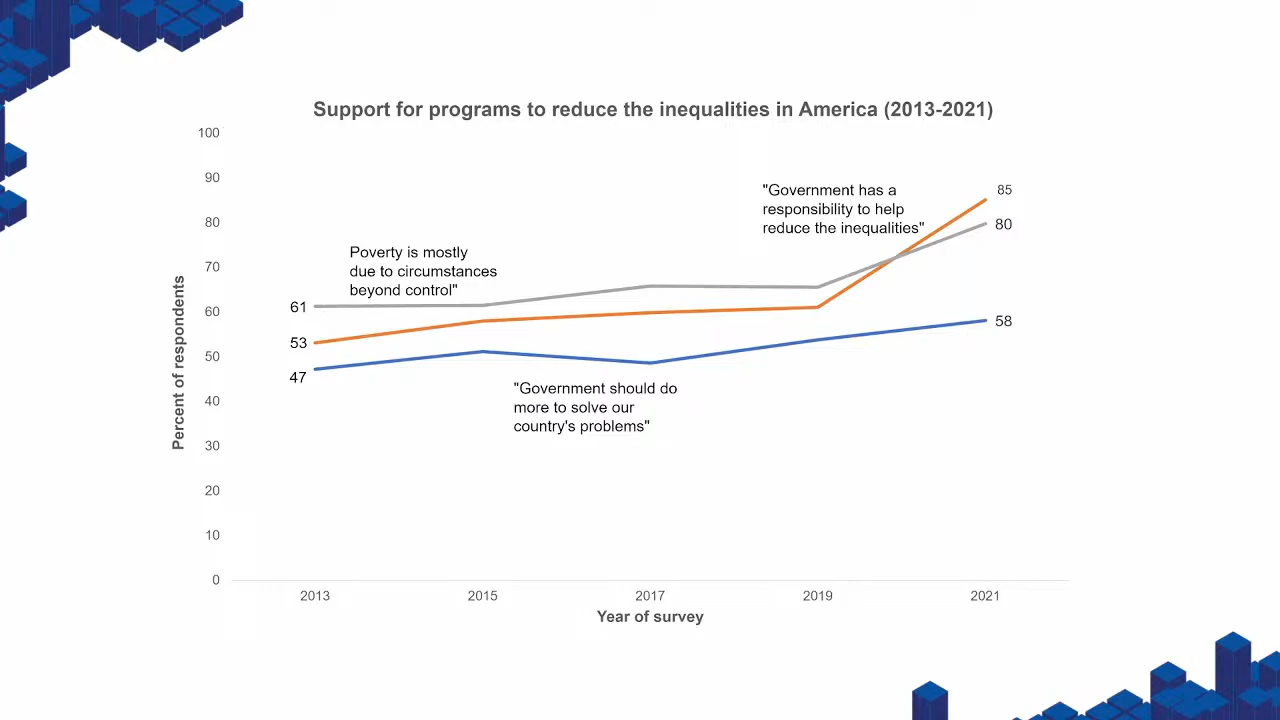 Support for programs to reduce the inequalities in America (2013-2021)
100
90
80
70
60
50
40
30
20
10
0
Percent of respondents
"Government has a
responsibility to help
reduce the inequalities"
85
80
Poverty is mostly
due to circumstances
beyond control"
61
53
47
58
"Government should do
more to solve our
country's problems"
2013 2015 2017 2019 2021
Year of survey